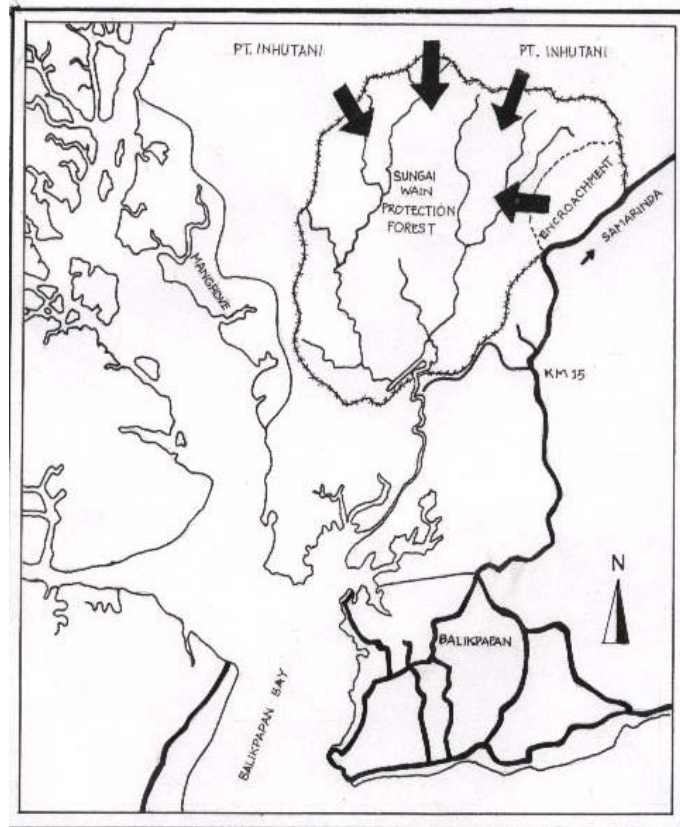 PT. INHUTANI
PT. INHUTANI
SUNGAI
WAIN
PROTECTION
FOREST
ENCROACHMENT
SAMARINDA
MANGROVE
KM 15
N
BALIKPAPAN
BALIKPAPAN BAY